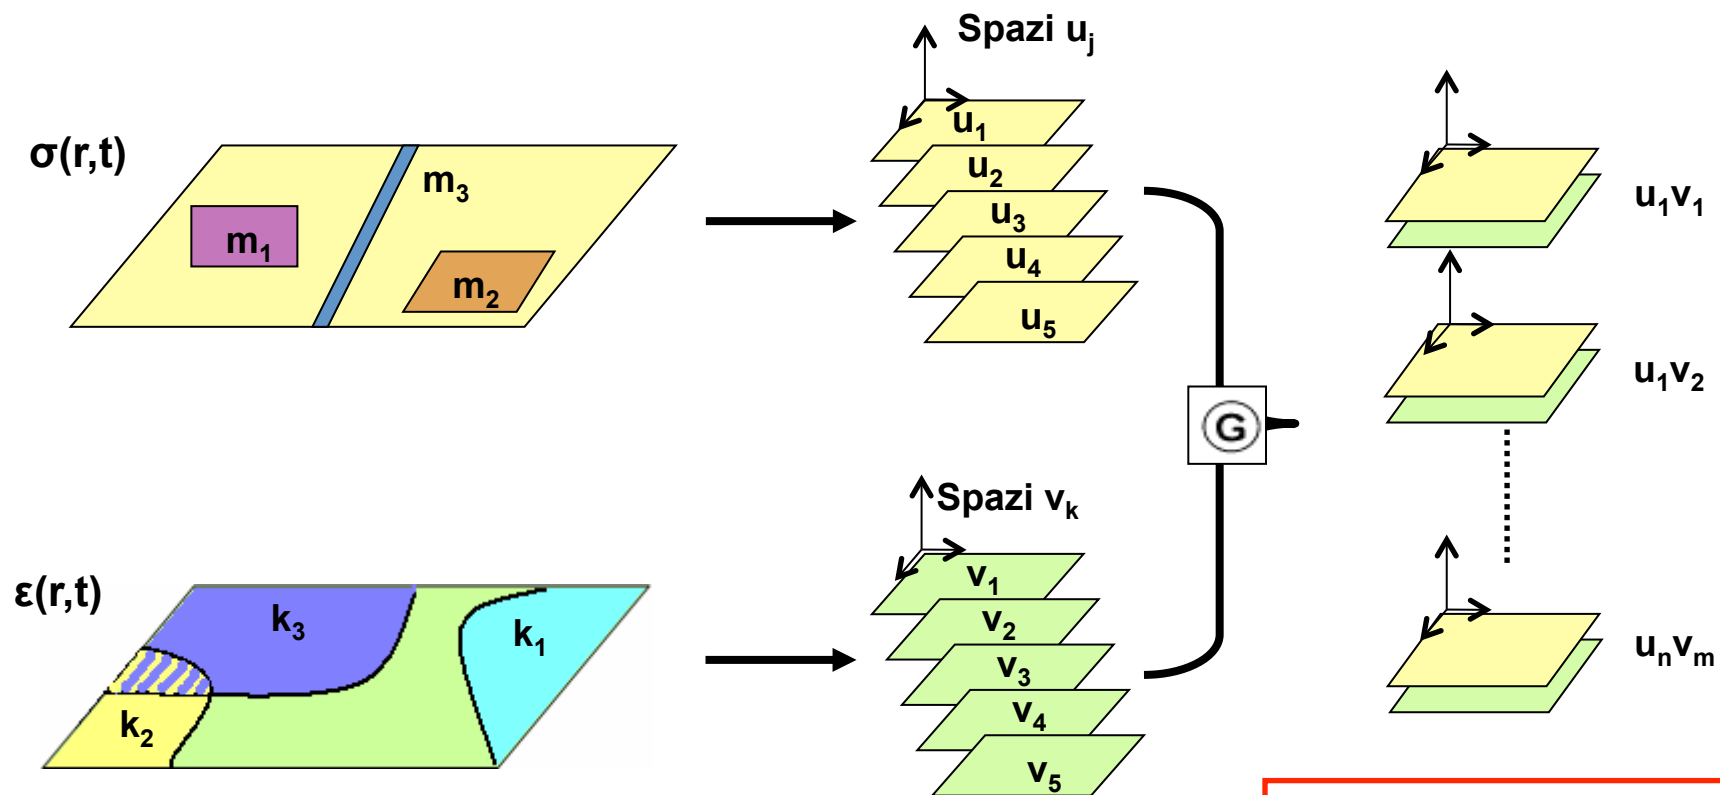 Spazi uj
σ(r,t)
m1
m3
m2
u1
u2
u3
u4
u5
G
ε(r,t)
k3
k1
k2
Spazi vk
v1
v2
v3
v4
v5
u1v1
u1v2
unvm